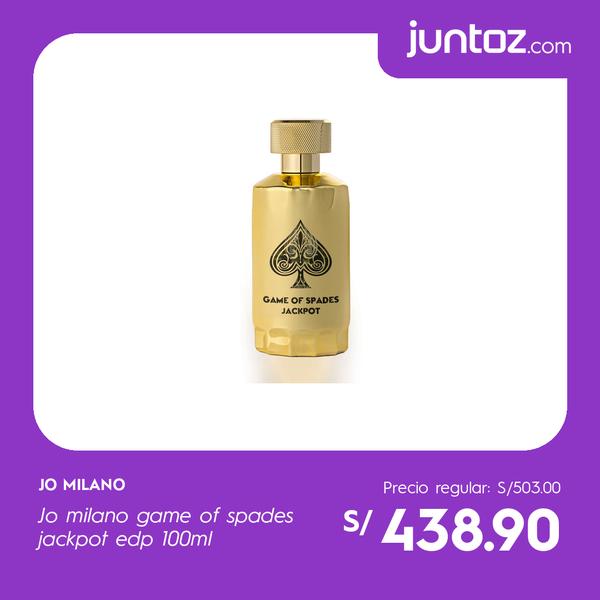 juntoz.com
GAME OF SPADES
JACKPOT
JO MILANO
Jo milano game of spades
jackpot edp 100ml
Precio regular: S/503.00
S/ 438.90